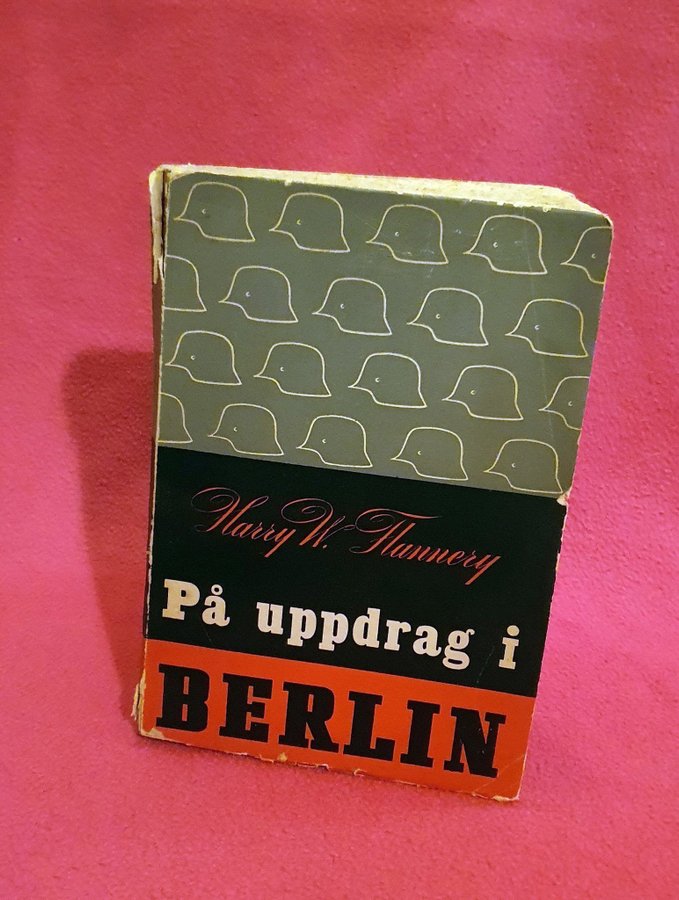 Harry W. Flannery
På uppdrag i
BERLIN